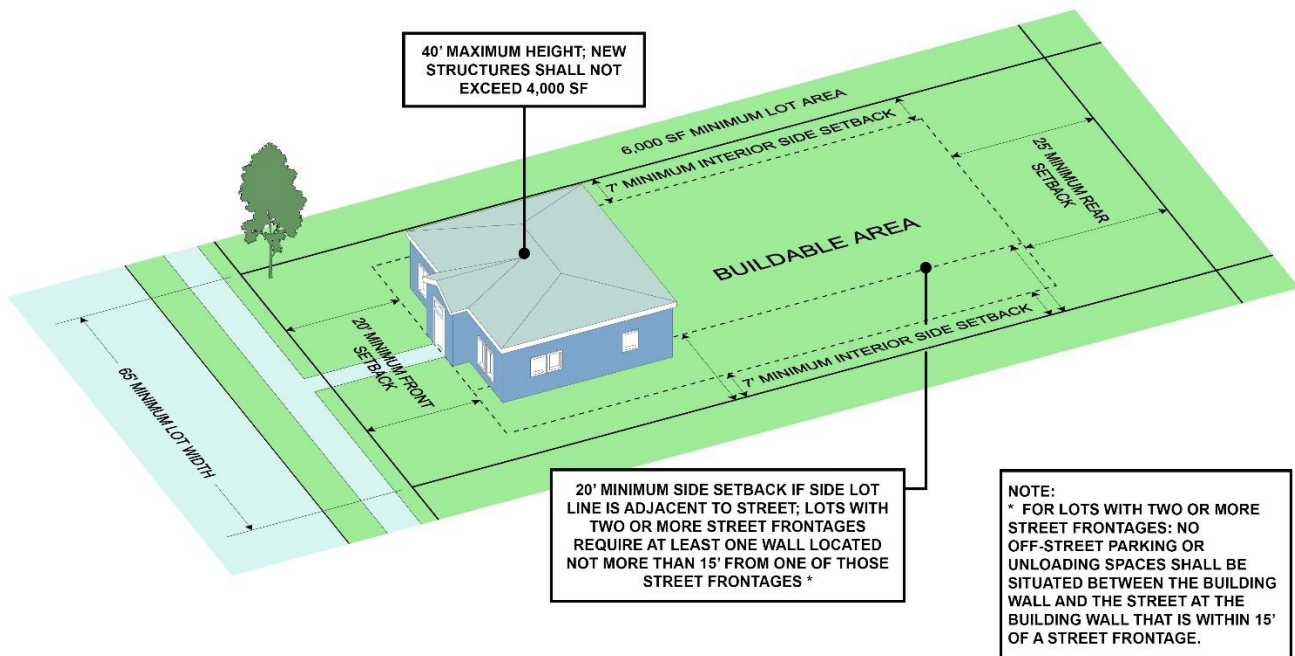 40' MAXIMUM HEIGHT; NEW
STRUCTURES SHALL NOT
EXCEED 4,000 SF
6,000 SF MINIMUM LOT AREA
7' MINIMUM INTERIOR SIDE SETBACK
25' MINIMUM REAR
SETBACK
BUILDABLE AREA
20' MINIMUM FRONT
SETBACK
7' MINIMUM INTERIOR SIDE SETBACK
65' MINIMUM LOT WIDTH
20' MINIMUM SIDE SETBACK IF SIDE LOT
LINE IS ADJACENT TO STREET; LOTS WITH
TWO OR MORE STREET FRONTAGES
REQUIRE AT LEAST ONE WALL LOCATED
NOT MORE THAN 15' FROM ONE OF THOSE
STREET FRONTAGES *
NOTE:
* FOR LOTS WITH TWO OR MORE
STREET FRONTAGES: NO
OFF-STREET PARKING OR
UNLOADING SPACES SHALL BE
SITUATED BETWEEN THE BUILDING
WALL AND THE STREET AT THE
BUILDING WALL THAT IS WITHIN 15'
OF A STREET FRONTAGE.